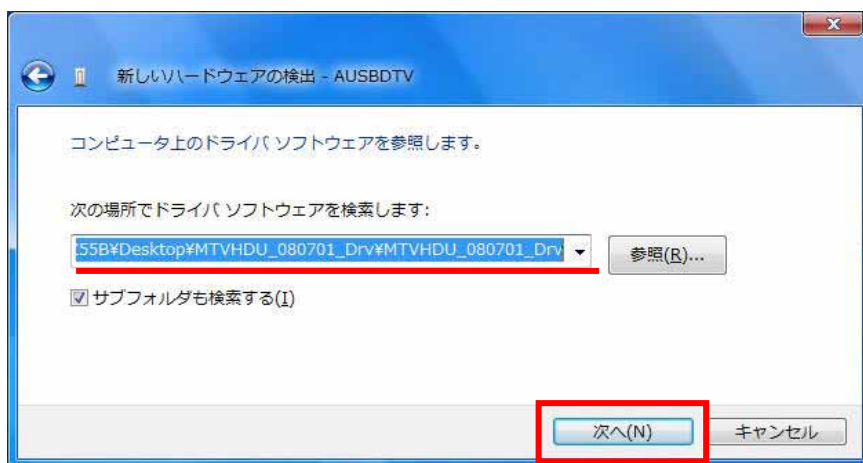 新しいハードウェアの検出 - AUSBDTV
コンピュータ上のドライバ ソフトウェアを参照します。
次の場所でドライバ ソフトウェアを検索します:
55B¥Desktop¥MTVHDU_080701_Drv¥MTVHDU_080701_Drv
参照(R)...
サブフォルダも検索する(I)
次へ(N)
キャンセル